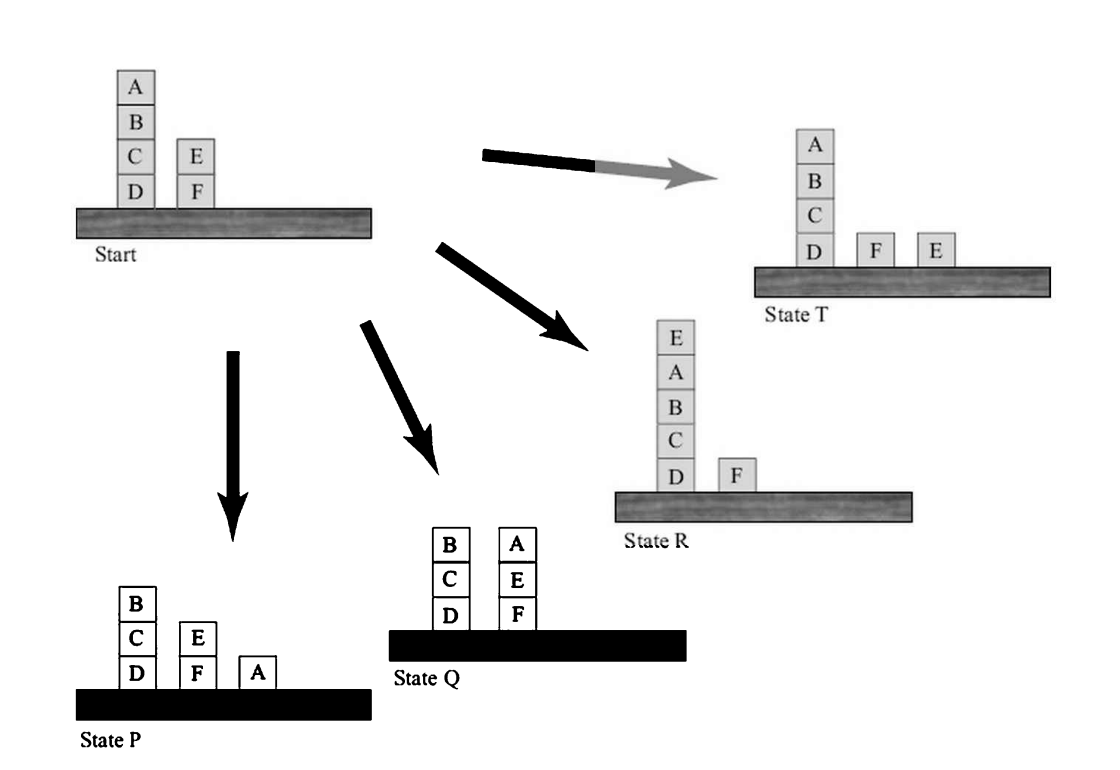 A
B
C E
D F
Start
A
B
C
D F E
State T
E
A
B
C
D F
State R
B A
C E
D F
State Q
B
C E
D F A
State P